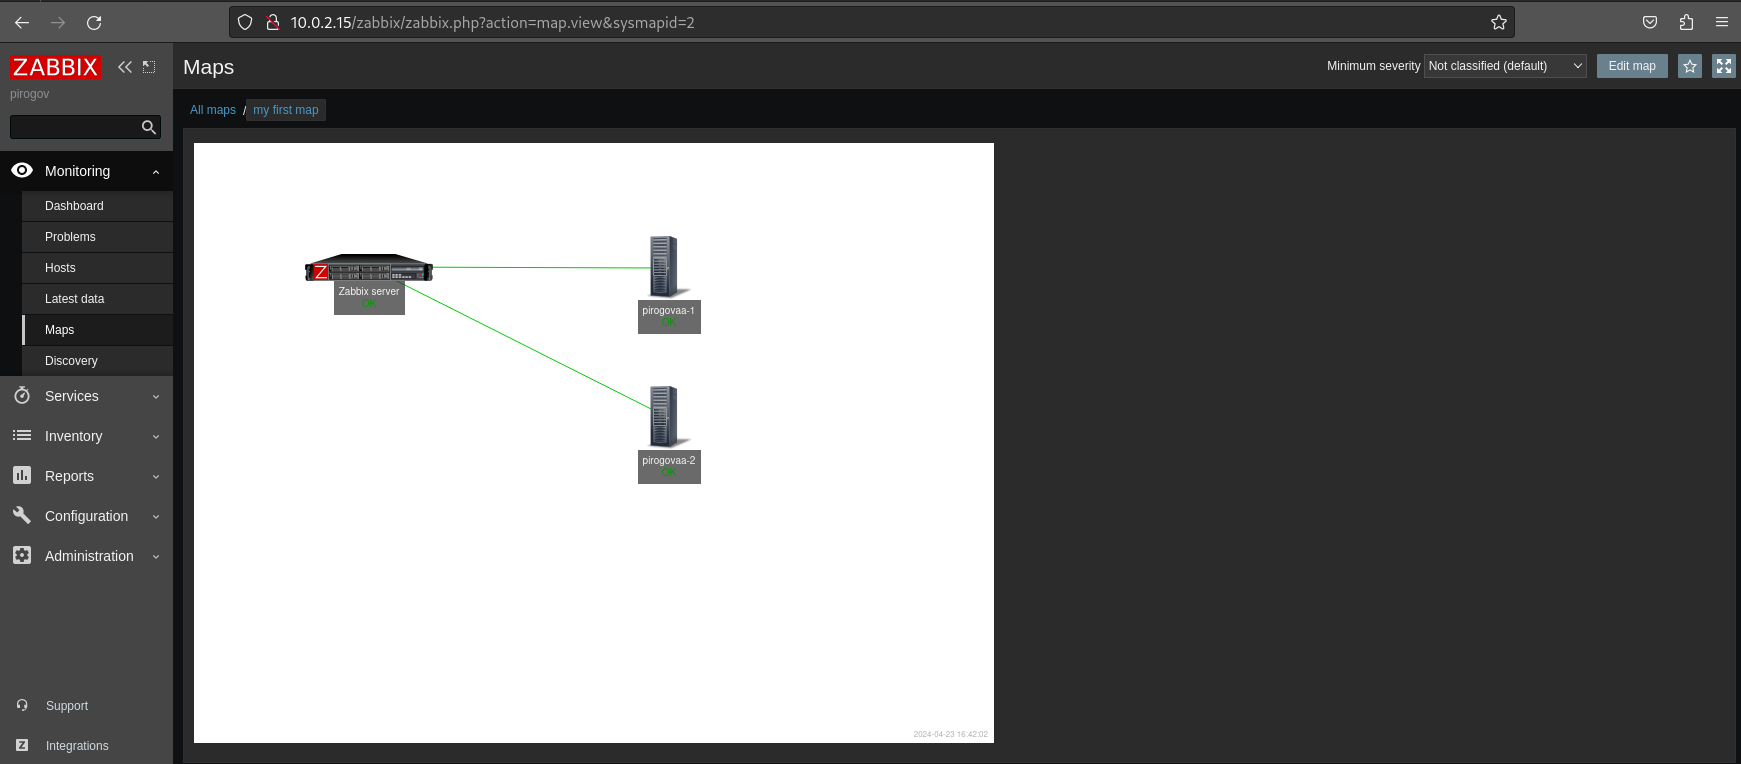 10.0.2.15/zabbix/zabbix.php?action=map.view&sysmapid=2
ZABBIX
pirogov
Maps
Minimum severity Not classified (default) Edit map
All maps / my first map
Monitoring
Dashboard
Problems
Hosts
Latest data
Maps
Discovery
Services
Inventory
Reports
Configuration
Administration
Support
Z Integrations
Z
Zabbix server
OK
pirogovaa-1
OK
pirogovaa-2
OK
2024-04-23 16:42:02